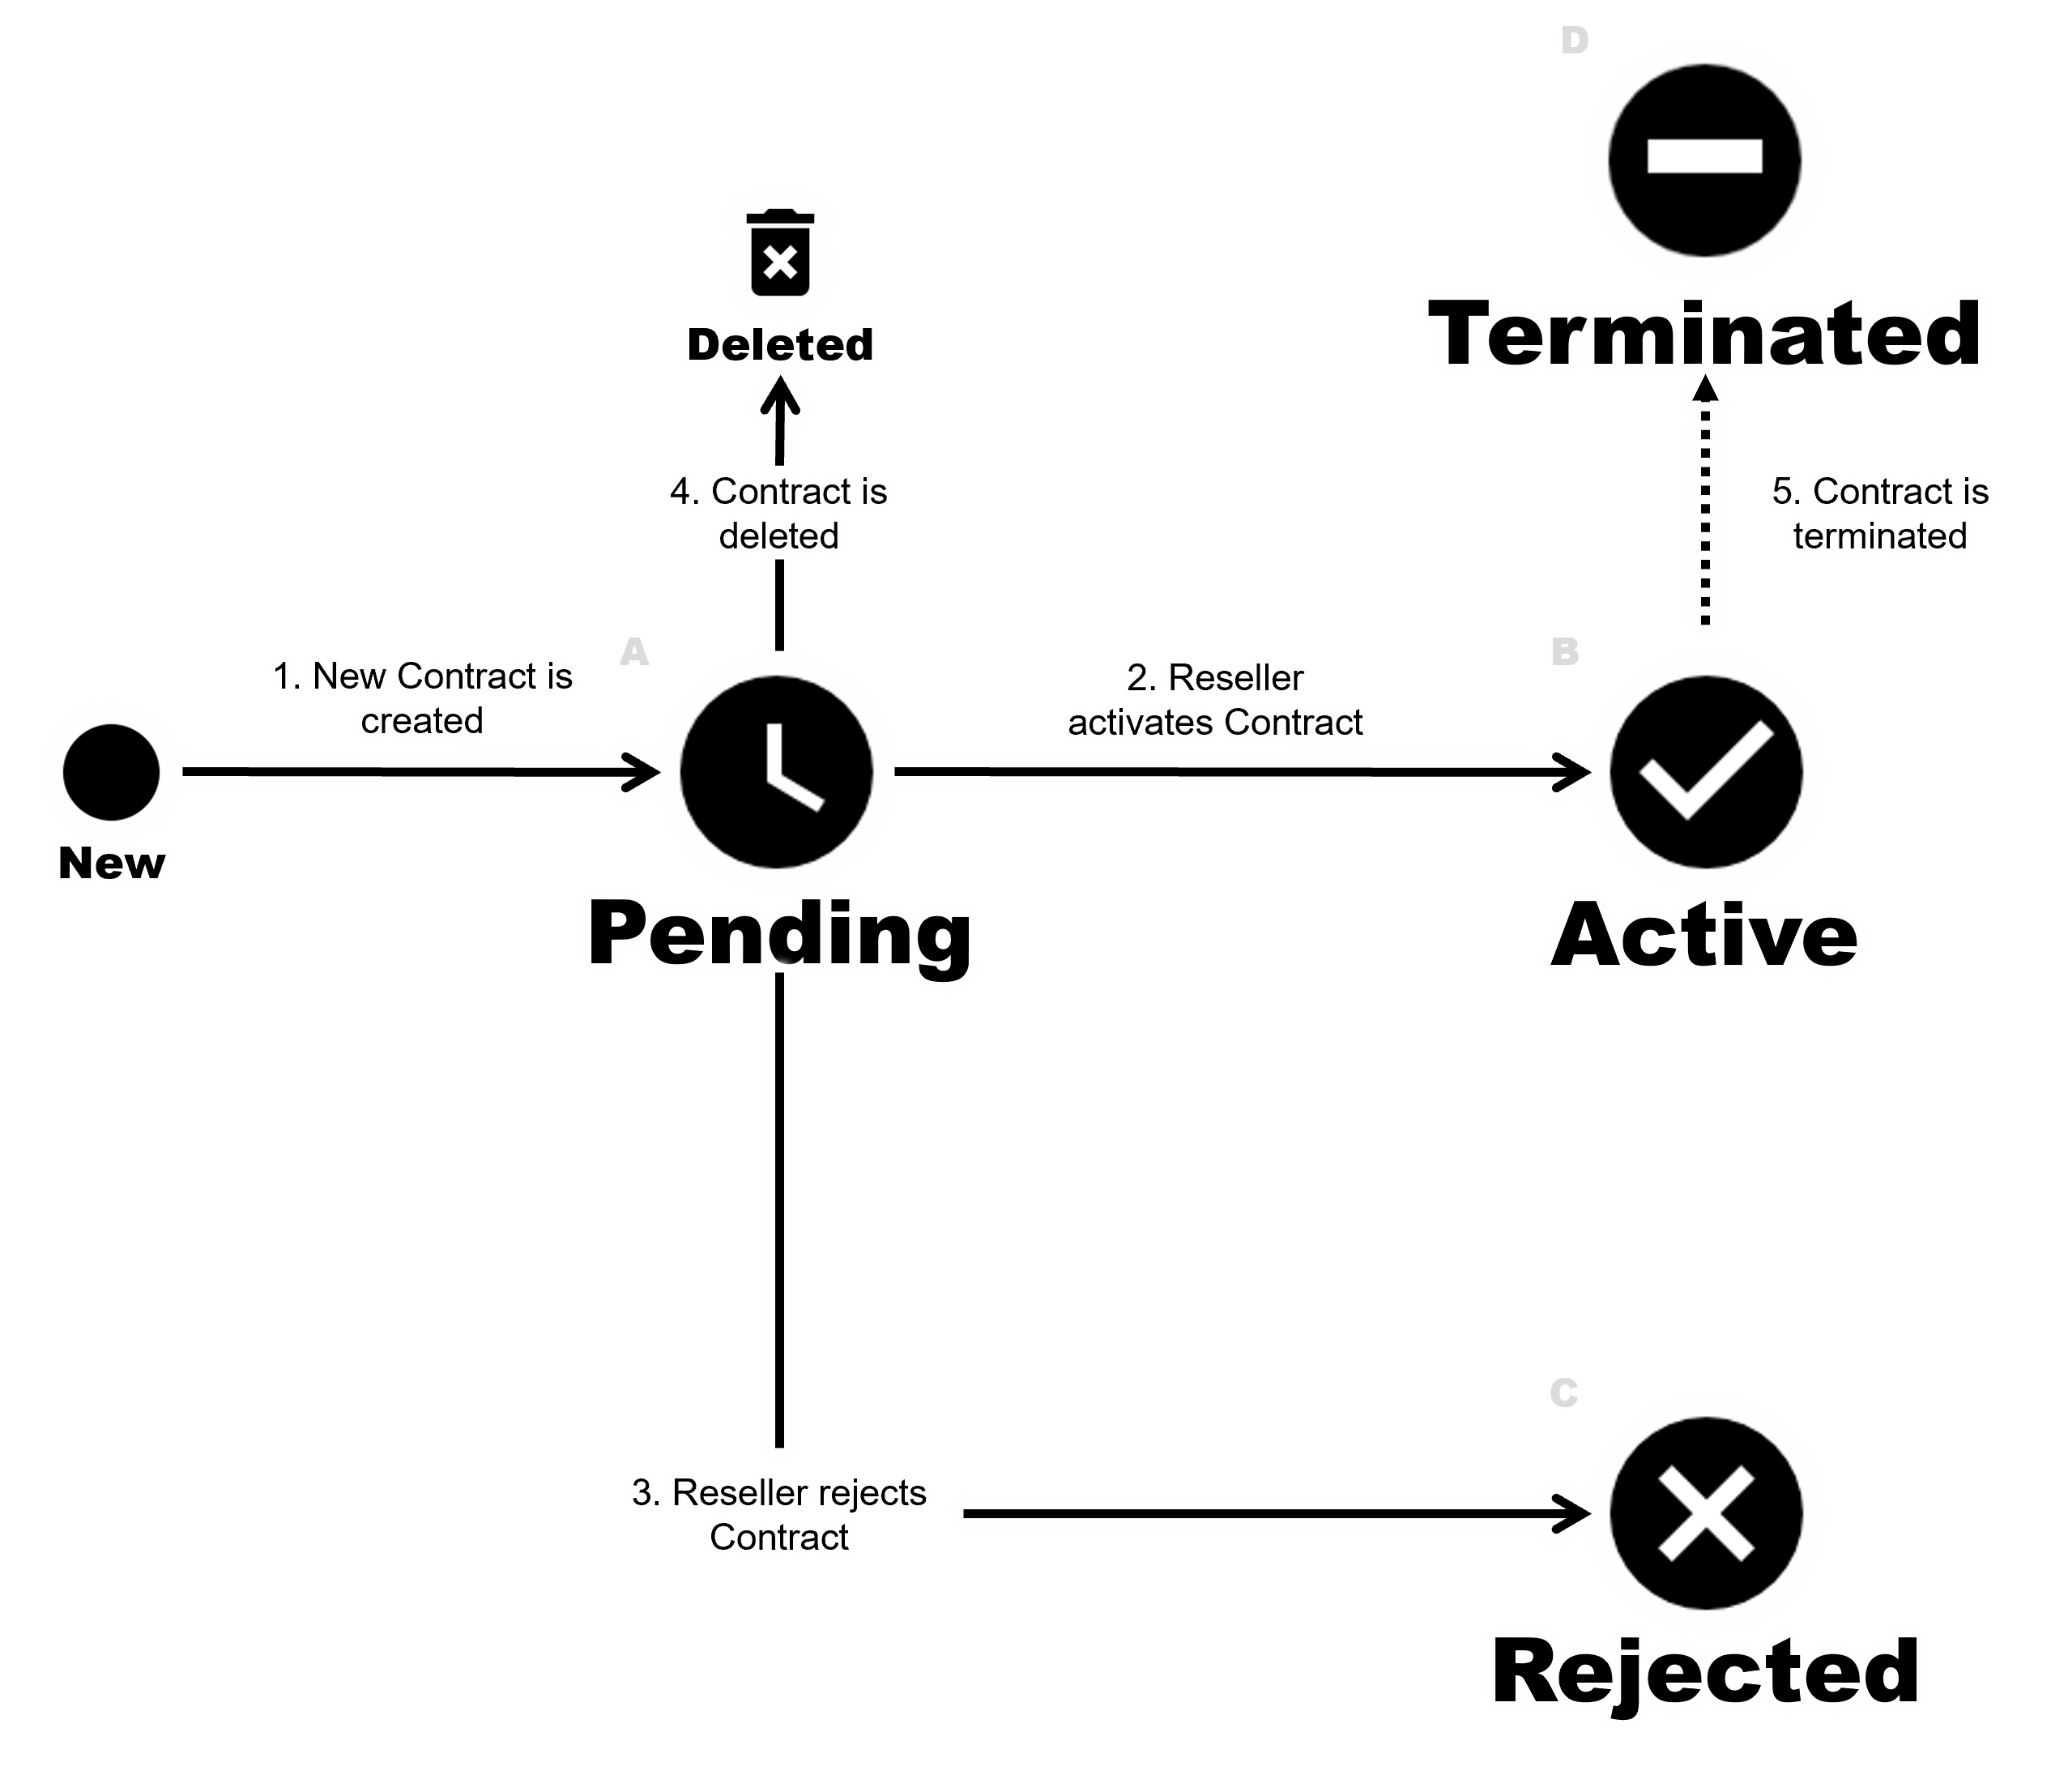 D
Terminated
Deleted
4. Contract is
deleted
5. Contract is
terminated
1. New Contract is
created
A
2. Reseller
activates Contract
B
New
Pending
Active
3. Reseller rejects
Contract
C
Rejected